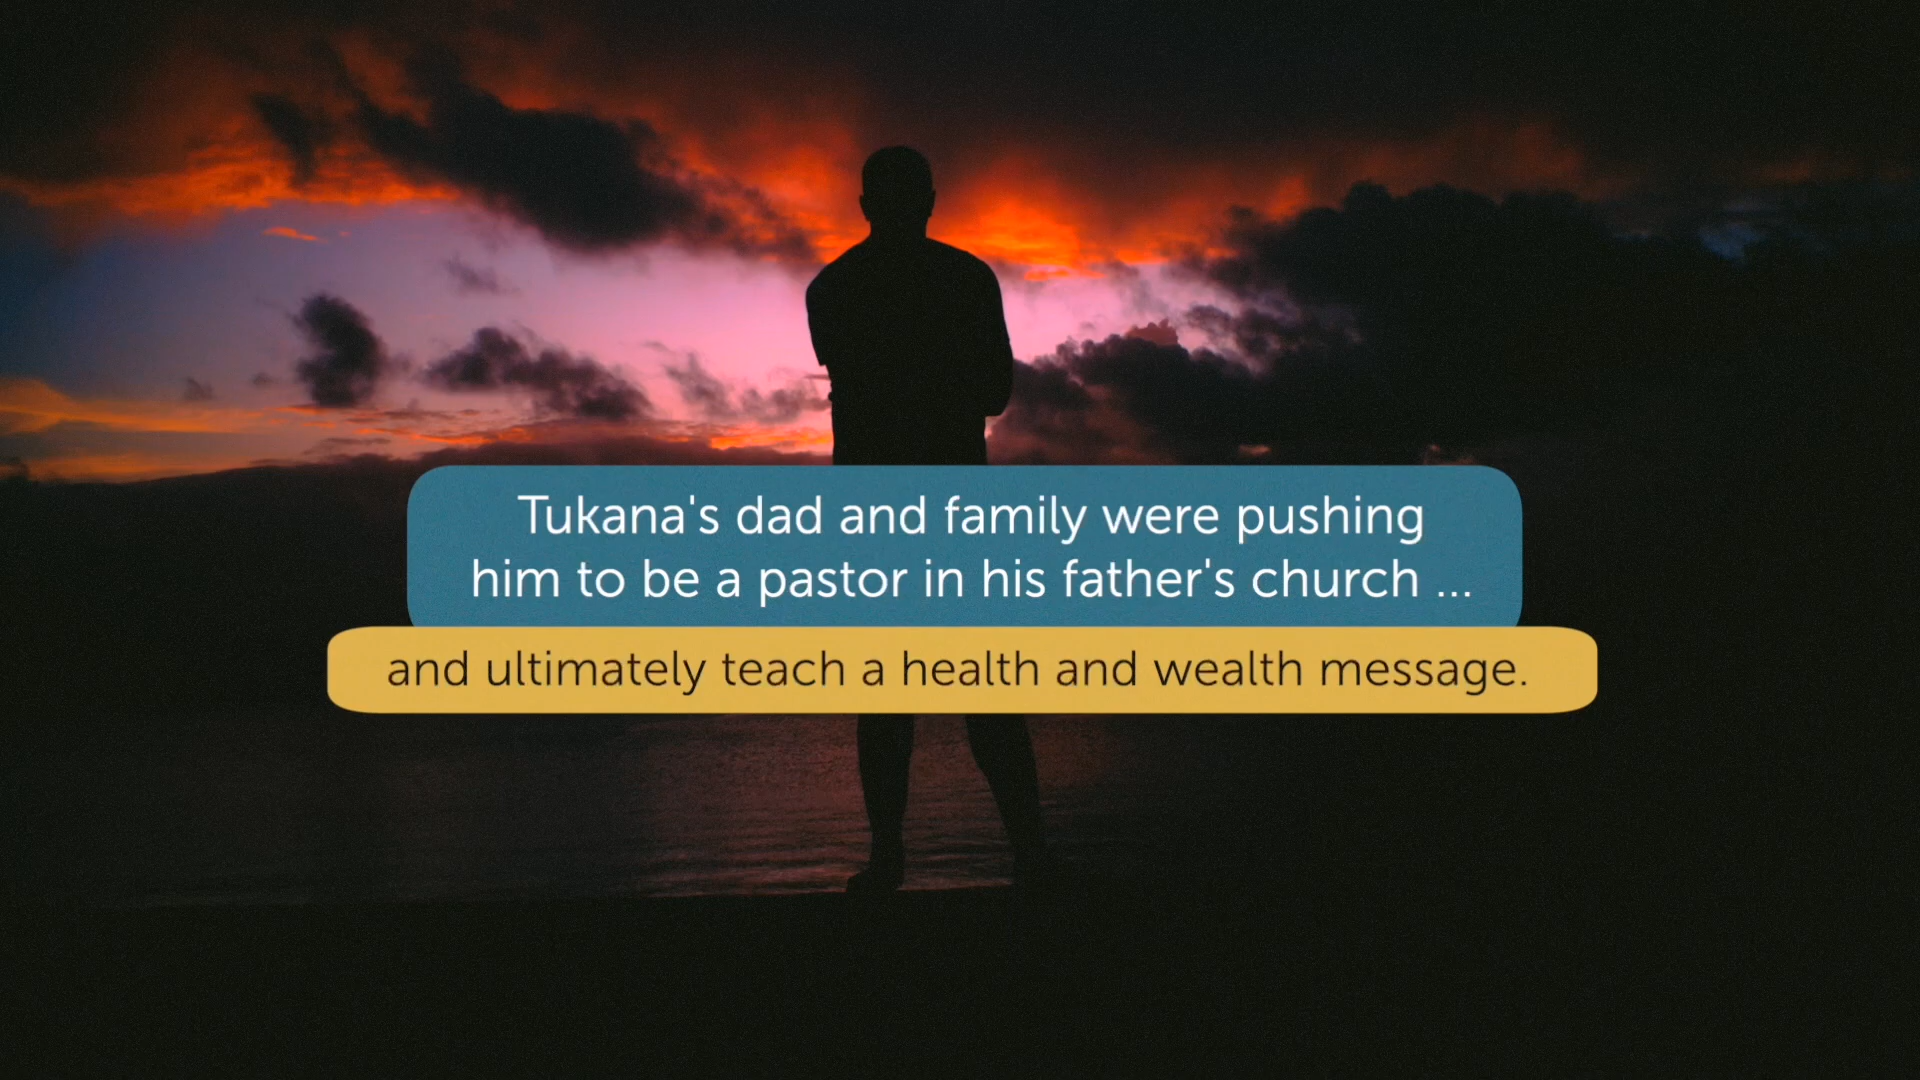 Tukana's dad and family were pushing
him to be a pastor in his father's church ...
and ultimately teach a health and wealth message.